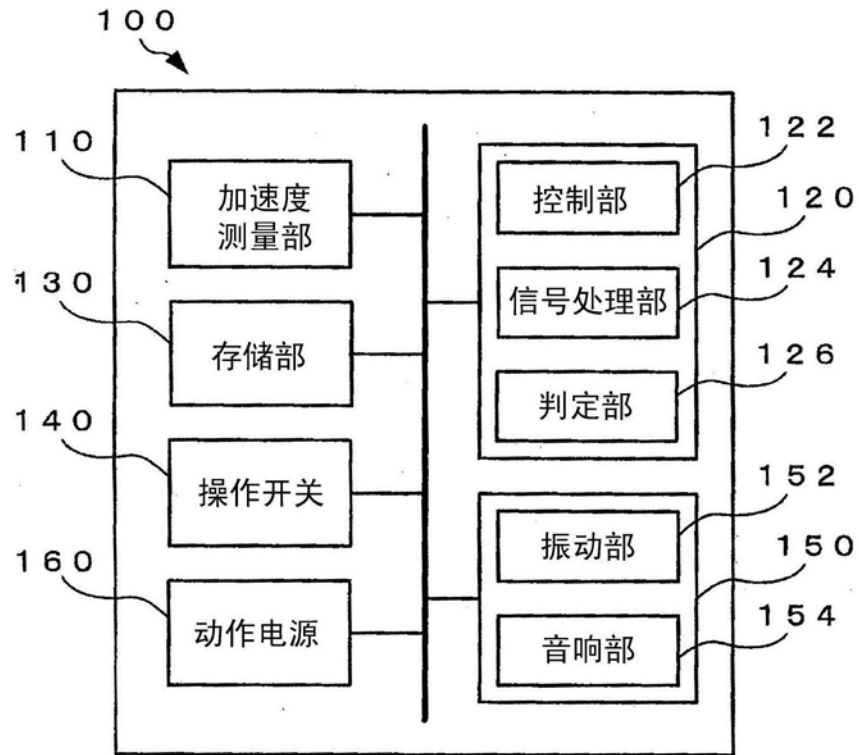 100
110
加速度
测量部
130
存储部
140
操作开关
160
动作电源
122
控制部
120
124
信号处理部
126
判定部
152
振动部
150
154
音响部